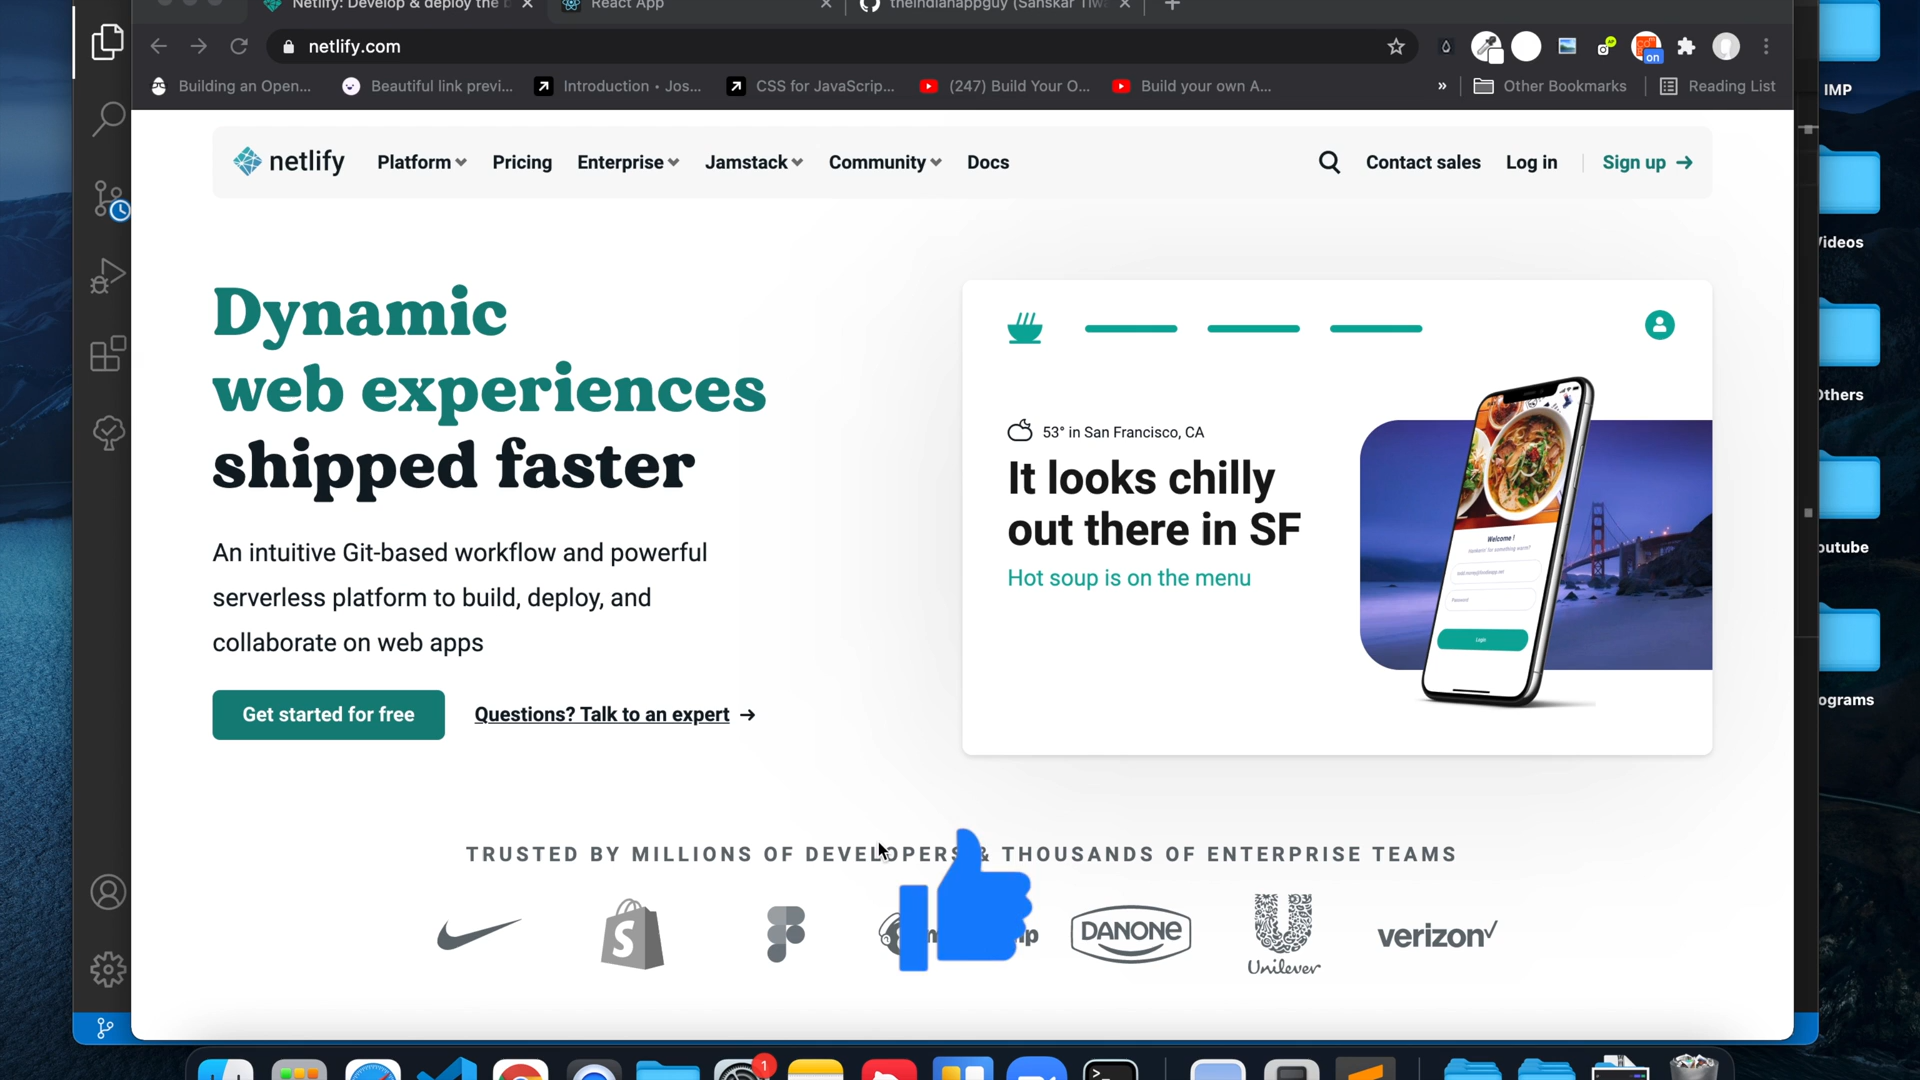 Netlify: Develop & deploy the b
React App
theindianappguy (Sanskar Tiwa
netlify.com
on
Building an Open...
Beautiful link previ...
Introduction • Jos...
CSS for JavaScrip...
(247) Build Your O...
Build your own A...
»
Other Bookmarks
Reading List
IMP
netlify
Platform
Pricing
Enterprise
Jamstack
Community
Docs
Contact sales
Log in
Sign up →
Videos
Dynamic
web experiences
shipped faster
53° in San Francisco, CA
It looks chilly
out there in SF
Hot soup is on the menu
Others
Welcome !
Password
Login
outube
An intuitive Git-based workflow and powerful
serverless platform to build, deploy, and
collaborate on web apps
ograms
Get started for free
Questions? Talk to an expert →
TRUSTED BY MILLIONS OF DEVELOPERS & THOUSANDS OF ENTERPRISE TEAMS
DANONE
Unilever
verizon✓
1